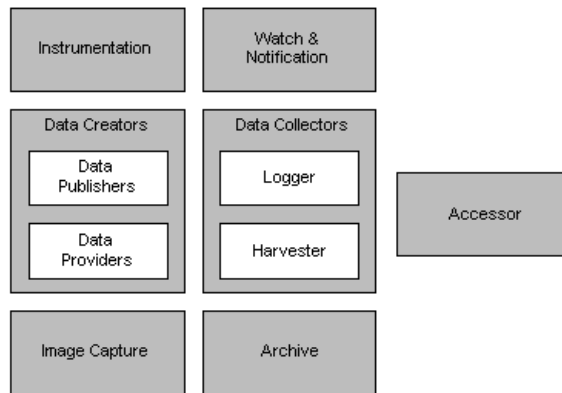 Instrumentation
Watch &
Notification
Data Creators
Data
Publishers
Data
Providers
Data Collectors
Logger
Harvester
Accessor
Image Capture
Archive